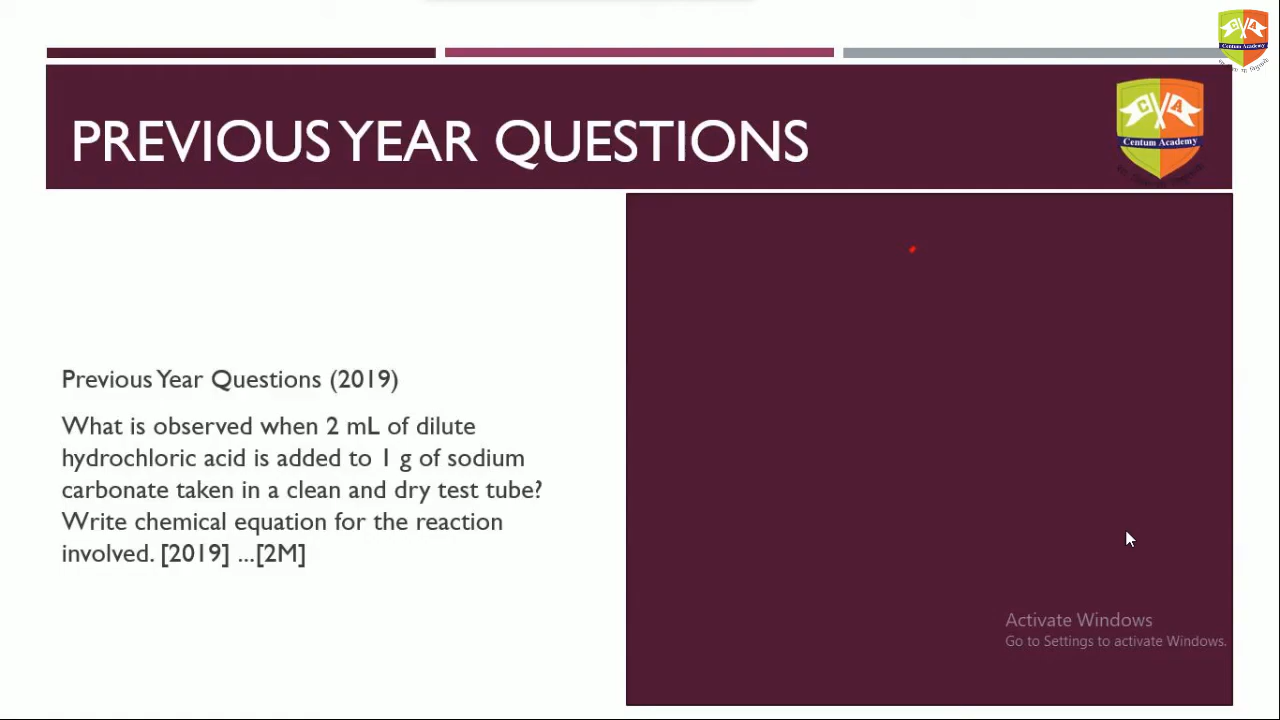 Centum Academy
PREVIOUS YEAR QUESTIONS
C A
Centum Academy
Previous Year Questions (2019)
What is observed when 2 mL of dilute
hydrochloric acid is added to 1 g of sodium
carbonate taken in a clean and dry test tube?
Write chemical equation for the reaction
involved. [2019] ...[2M]
Activate Windows
Go to Settings to activate Windows.